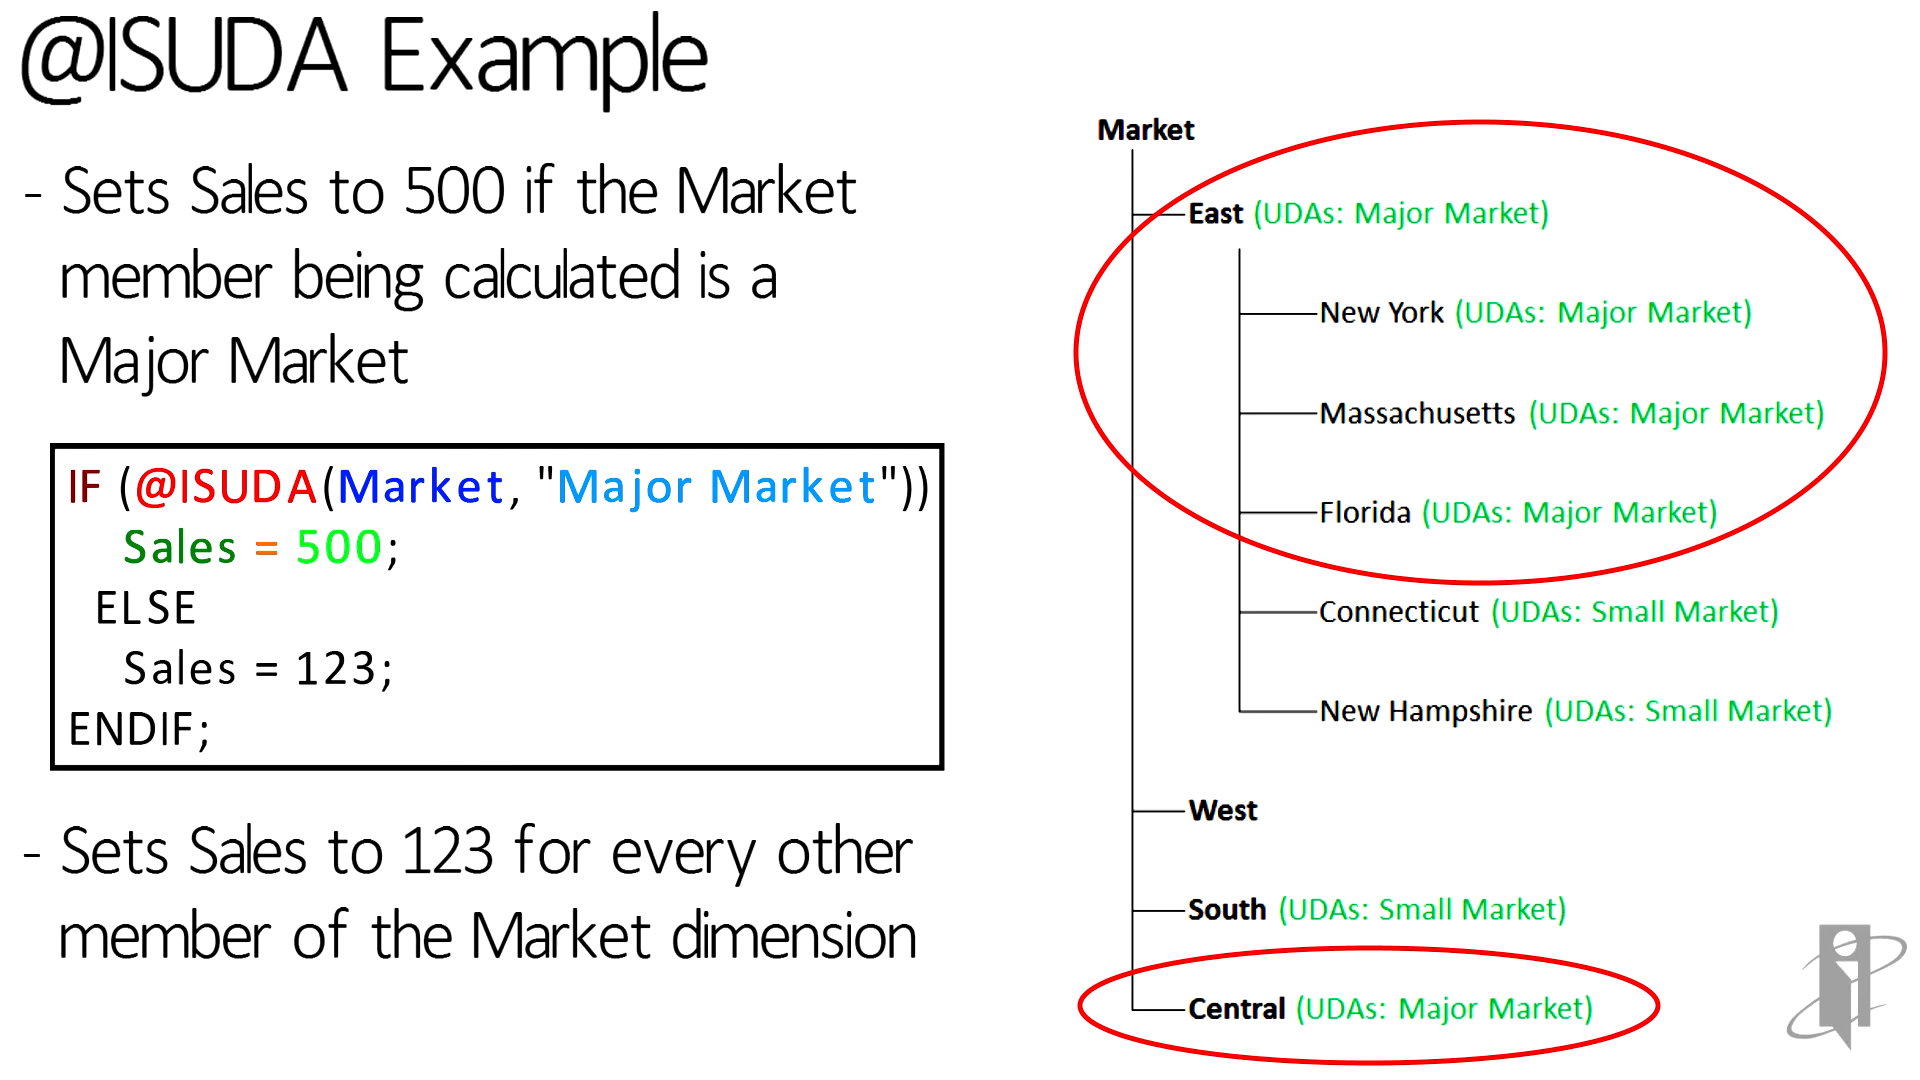 @ISUDA Example
- Sets Sales to 500 if the Market
member being calculated is a
Major Market
IF (@ISUDA(Market, "Major Market"))
Sales = 500;
ELSE
Sales = 123;
ENDIF;
- Sets Sales to 123 for every other
member of the Market dimension
Market
East (UDAs: Major Market)
New York (UDAs: Major Market)
Massachusetts (UDAs: Major Market)
Florida (UDAs: Major Market)
Connecticut (UDAs: Small Market)
New Hampshire (UDAs: Small Market)
West
South (UDAs: Small Market)
Central (UDAs: Major Market)